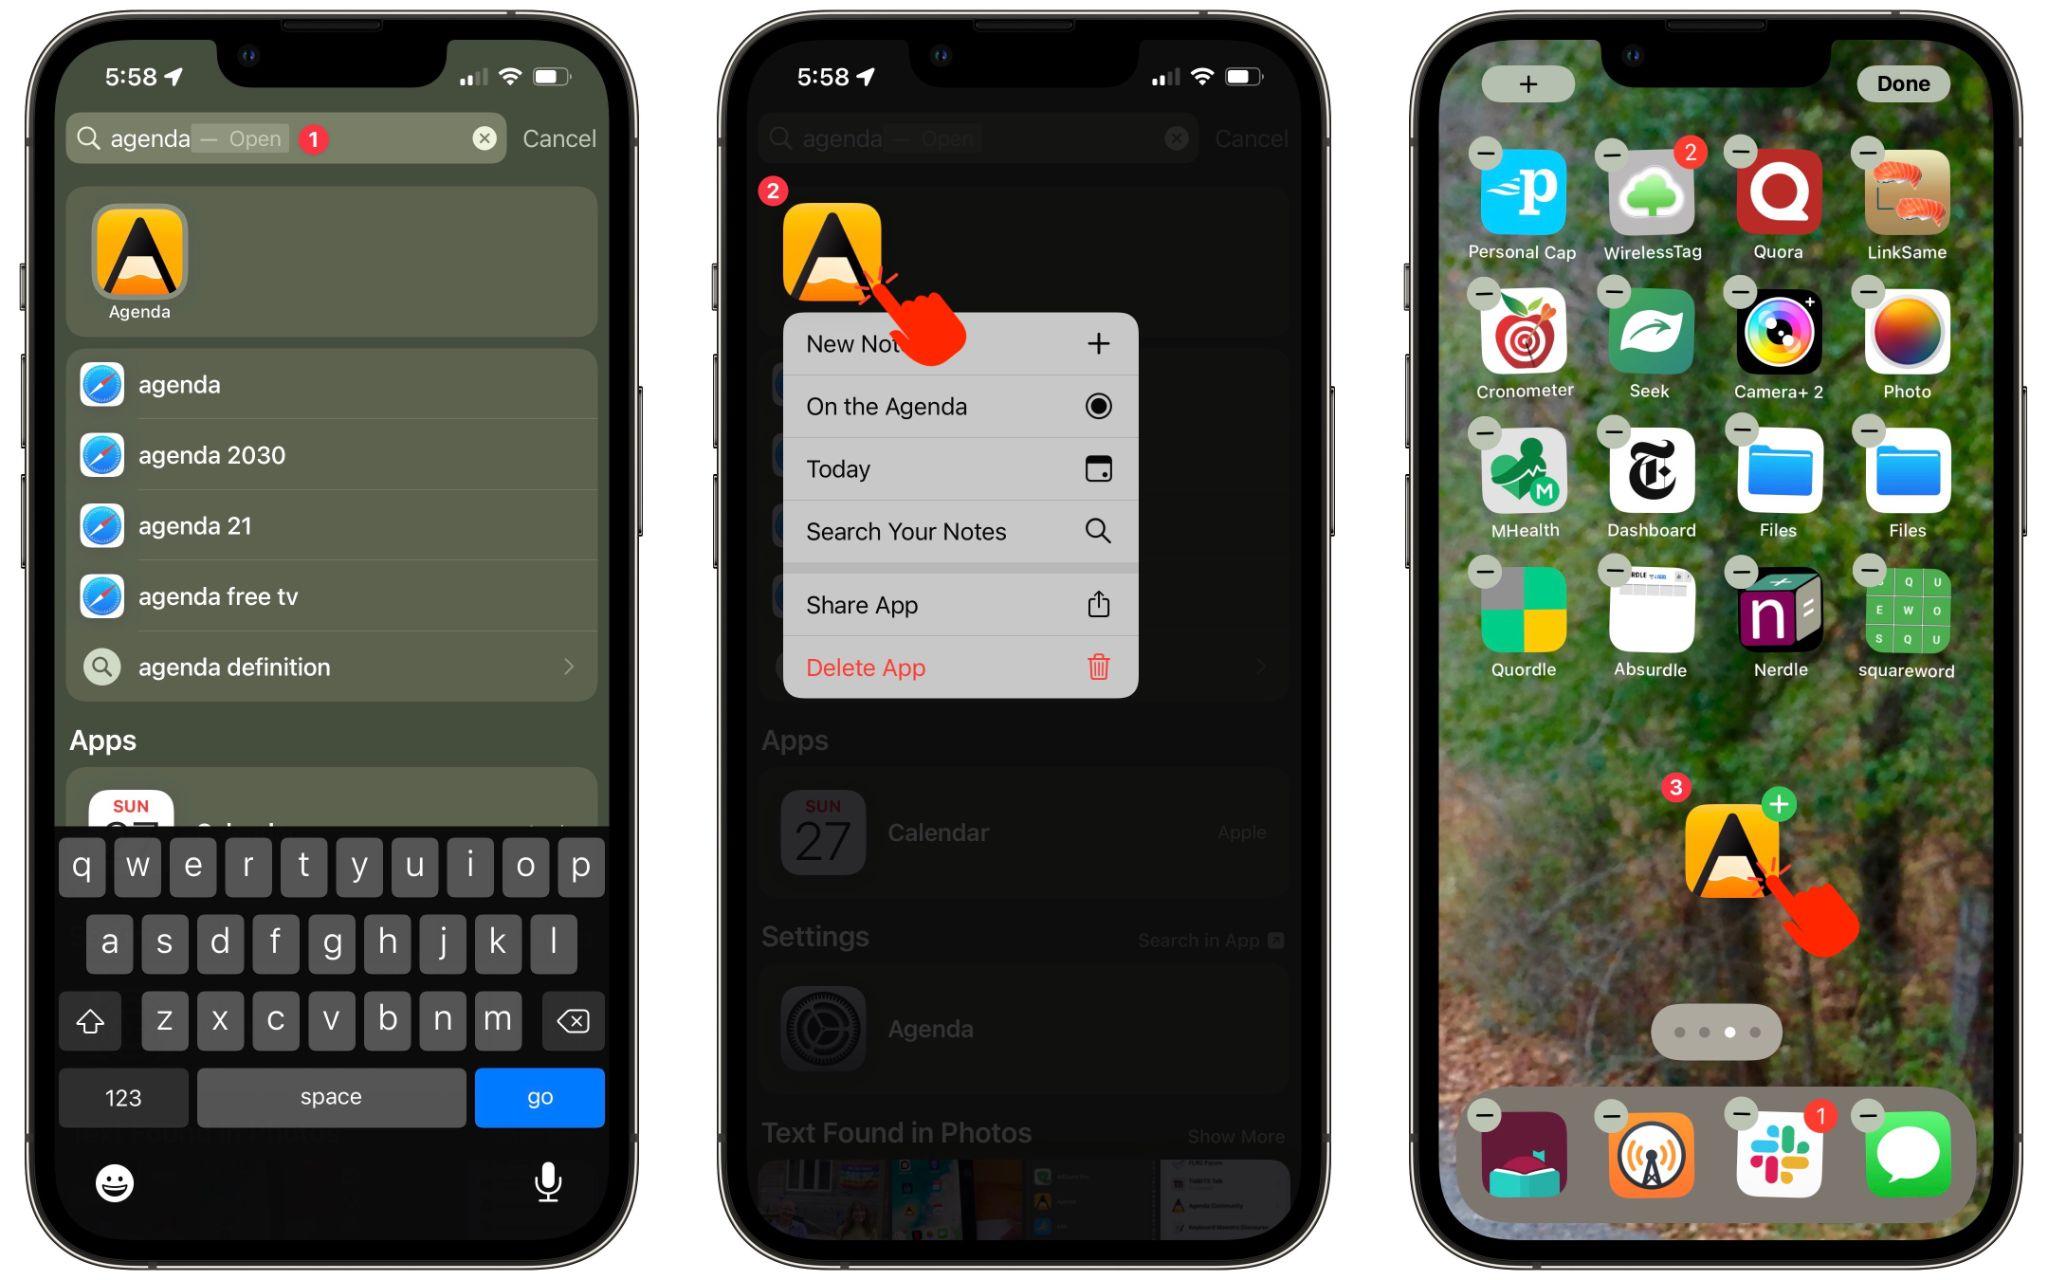 5:58
agenda — Open 1
Cancel
Agenda
agenda
agenda 2030
agenda 21
agenda free tv
agenda definition
Apps
SUN
q w e r t y u i o p
a s d f g h j k l
z x c v b n m
123 space go
5:58
agenda — Open
Cancel
2
New Not
On the Agenda
Today
Search Your Notes
Share App
Delete App
Apps
SUN
27
Calendar
Apple
Settings
Search in App
Agenda
Text Found in Photos
Show More
+ Done
p 2
Personal Cap WirelessTag Quora LinkSame
Cronometer Seek Camera+ 2 Photo
M
MHealth Dashboard Files Files
n
S Q U
E W O
S Q U
Quordle Absurdle Nerdle squareword
3
1